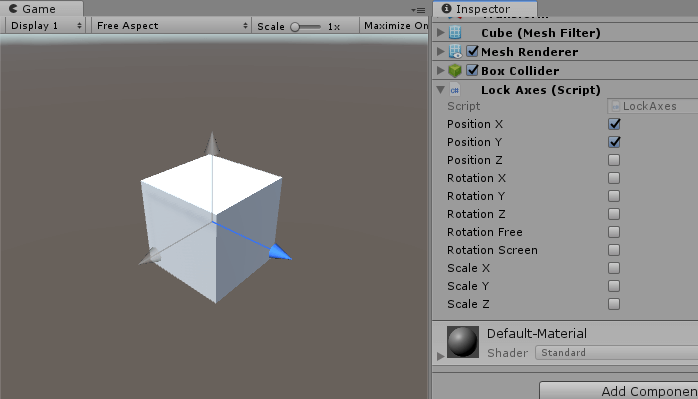 Game
Display 1
Free Aspect
Scale
1x
Maximize On
Inspector
Transform
Cube (Mesh Filter)
Mesh Renderer
Box Collider
Lock Axes (Script)
C#
Script
LockAxes
Position X
Position Y
Position Z
Rotation X
Rotation Y
Rotation Z
Rotation Free
Rotation Screen
Scale X
Scale Y
Scale Z
Default-Material
Shader
Standard
Add Componen